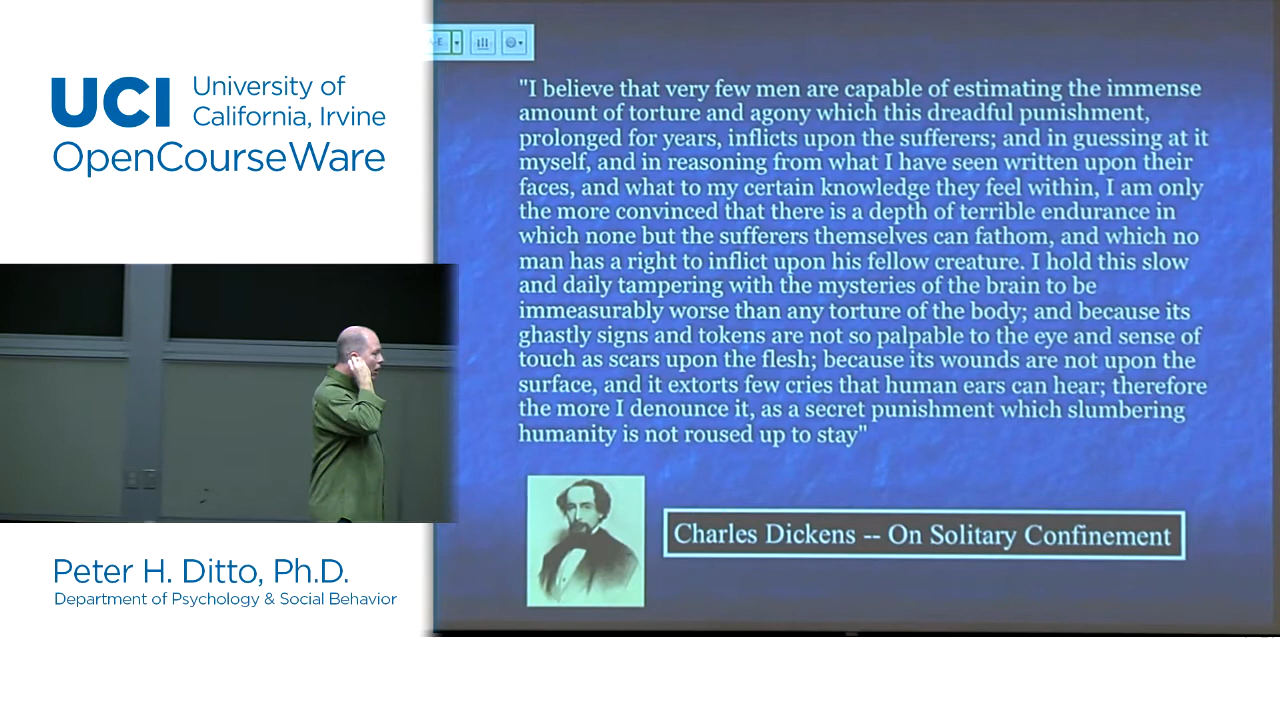 UCI University of
California, Irvine
OpenCourseWare
"I believe that very few men are capable of estimating the immense
amount of torture and agony which this dreadful punishment,
prolonged for years, inflicts upon the sufferers; and in guessing at it
myself, and in reasoning from what I have seen written upon their
faces, and what to my certain knowledge they feel within, I am only
the more convinced that there is a depth of terrible endurance in
which none but the sufferers themselves can fathom, and which no
man has a right to inflict upon his fellow creature. I hold this slow
and daily tampering with the mysteries of the brain to be
immeasurably worse than any torture of the body; and because its
ghastly signs and tokens are not so palpable to the eye and sense of
touch as scars upon the flesh; because its wounds are not upon the
surface, and it extorts few cries that human ears can hear; therefore
the more I denounce it, as a secret punishment which slumbering
humanity is not roused up to stay"
Charles Dickens -- On Solitary Confinement
Peter H. Ditto, Ph.D.
Department of Psychology & Social Behavior